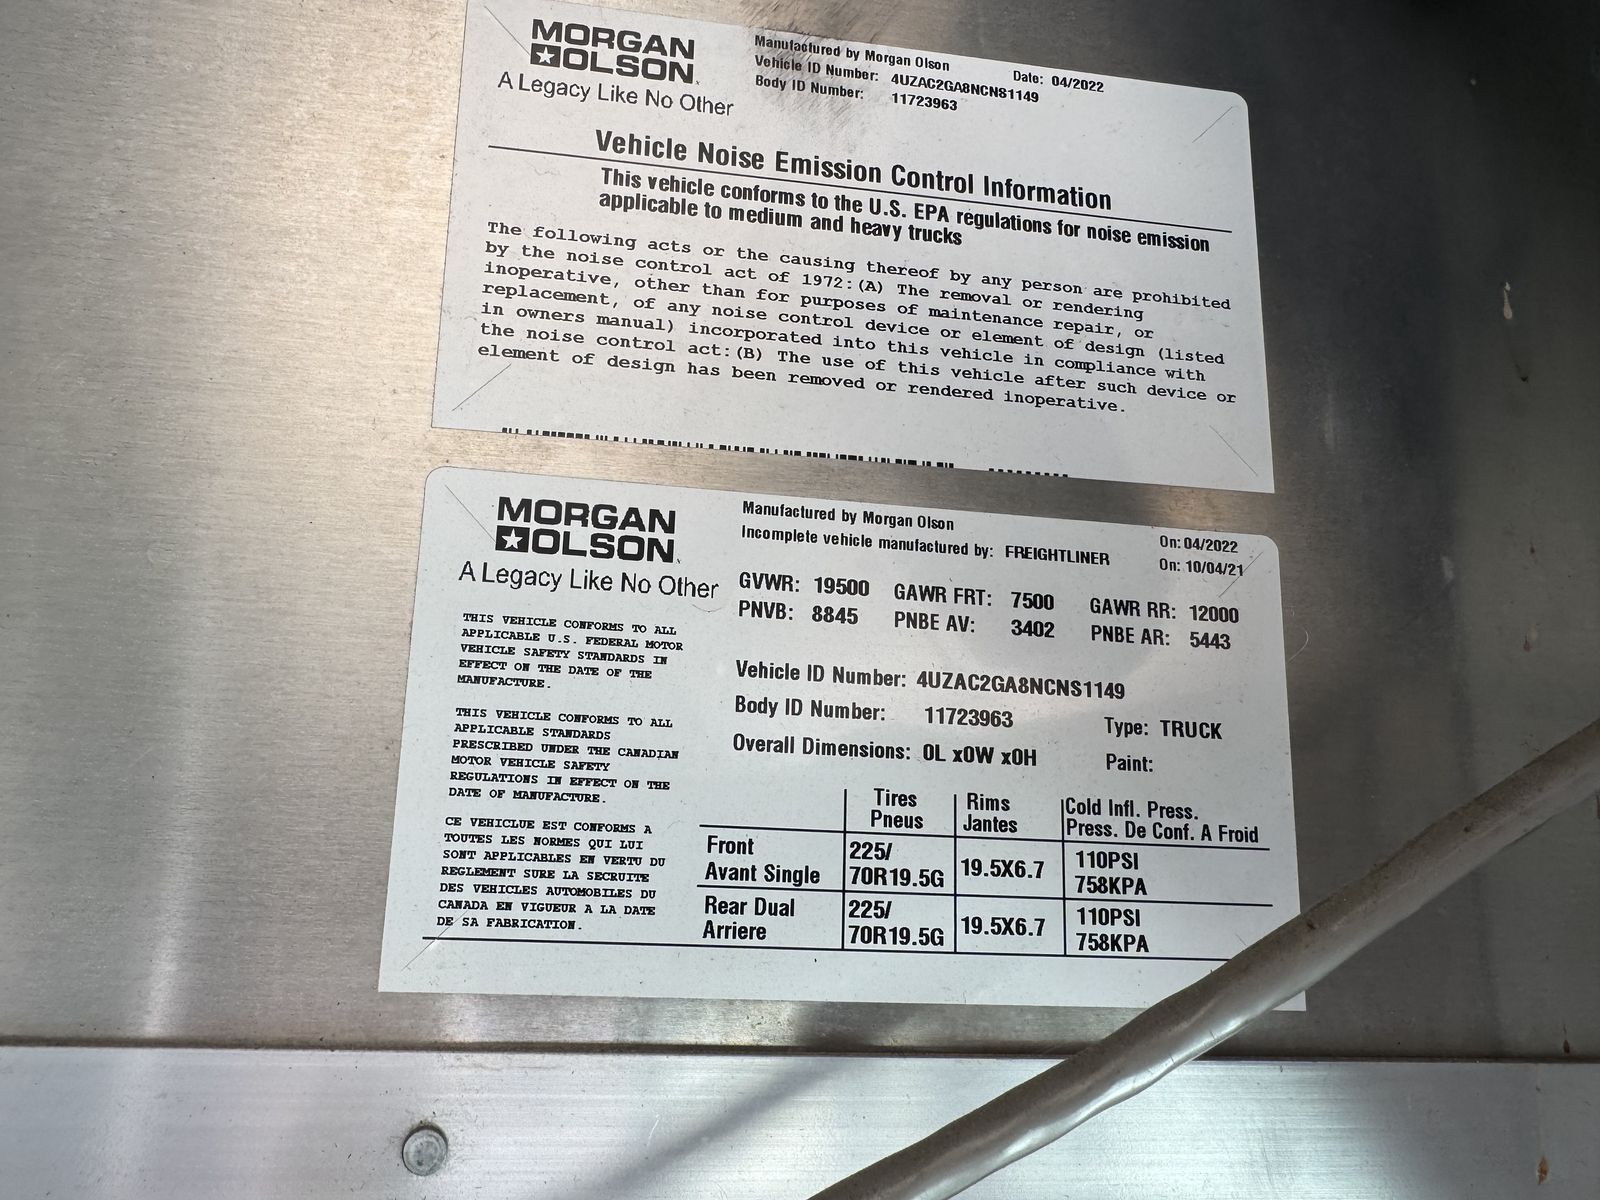 MORGAN
OLSON
A Legacy Like No Other
Manufactured by Morgan Olson
Date: 04/2022
Vehicle ID Number: 4UZAC2GA8NCNS1149
Body ID Number: 11723963
Vehicle Noise Emission Control Information
This vehicle conforms to the U.S. EPA regulations for noise emission
applicable to medium and heavy trucks
The following acts or the causing thereof by any person are prohibited
by the noise control act of 1972:(A) The removal or rendering
inoperative, other than for purposes of maintenance repair, or
replacement, of any noise control device or element of design (listed
in owners manual) incorporated into this vehicle in compliance with
the noise control act:(B) The use of this vehicle after such device or
element of design has been removed or rendered inoperative.
MORGAN
OLSON
A Legacy Like No Other
Manufactured by Morgan Olson
On: 04/2022
Incomplete vehicle manufactured by: FREIGHTLINER
On: 10/04/21
GVWR: 19500 GAWR FRT: 7500 GAWR RR: 12000
PNVB: 8845 PNBE AV: 3402 PNBE AR: 5443
THIS VEHICLE CONFORMS TO ALL
APPLICABLE U.S. FEDERAL MOTOR
VEHICLE SAFETY STANDARDS IN
EFFECT ON THE DATE OF THE
MANUFACTURE.
THIS VEHICLE CONFORMS TO ALL
APPLICABLE STANDARDS
PRESCRIBED UNDER THE CANADIAN
MOTOR VEHICLE SAFETY
REGULATIONS IN EFFECT ON THE
DATE OF MANUFACTURE.
CE VEHICLUE EST CONFORMS A
TOUTES LES NORMES QUI LUI
SONT APPLICABLES EN VERTU DU
REGLEMENT SURE LA SECRUITE
DES VEHICLES AUTOMOBILES DU
CANADA EN VIGUEUR A LA DATE
DE SA FABRICATION.
Vehicle ID Number: 4UZAC2GA8NCNS1149
Body ID Number: 11723963
Type: TRUCK
Overall Dimensions: 0L x0W x0H
Paint:
Tires Rims Cold Infl. Press.
Pneus Jantes Press. De Conf. A Froid
Front 225/ 19.5X6.7 110PSI
Avant Single 70R19.5G 758KPA
Rear Dual 225/ 19.5X6.7 110PSI
Arriere 70R19.5G 758KPA